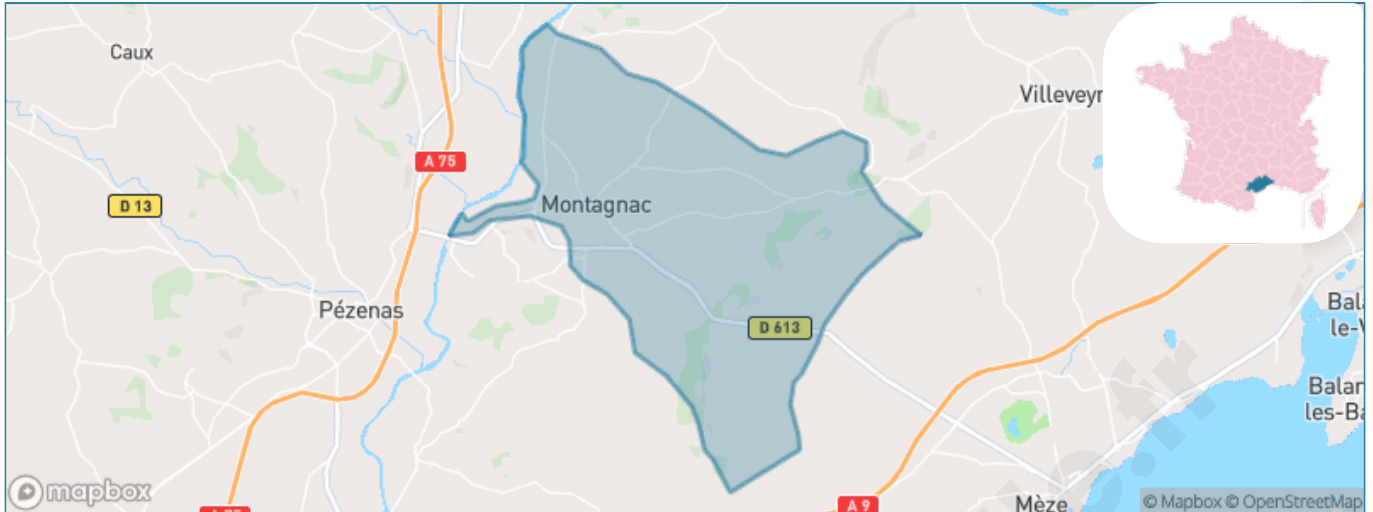 Caux
Villeveyr
A 75
D 13
Montagnac
Pézenas
D 613
Bala
le-V
Balar
les-Ba
mapbox
A 9
Mèze
© Mapbox © OpenStreetMap